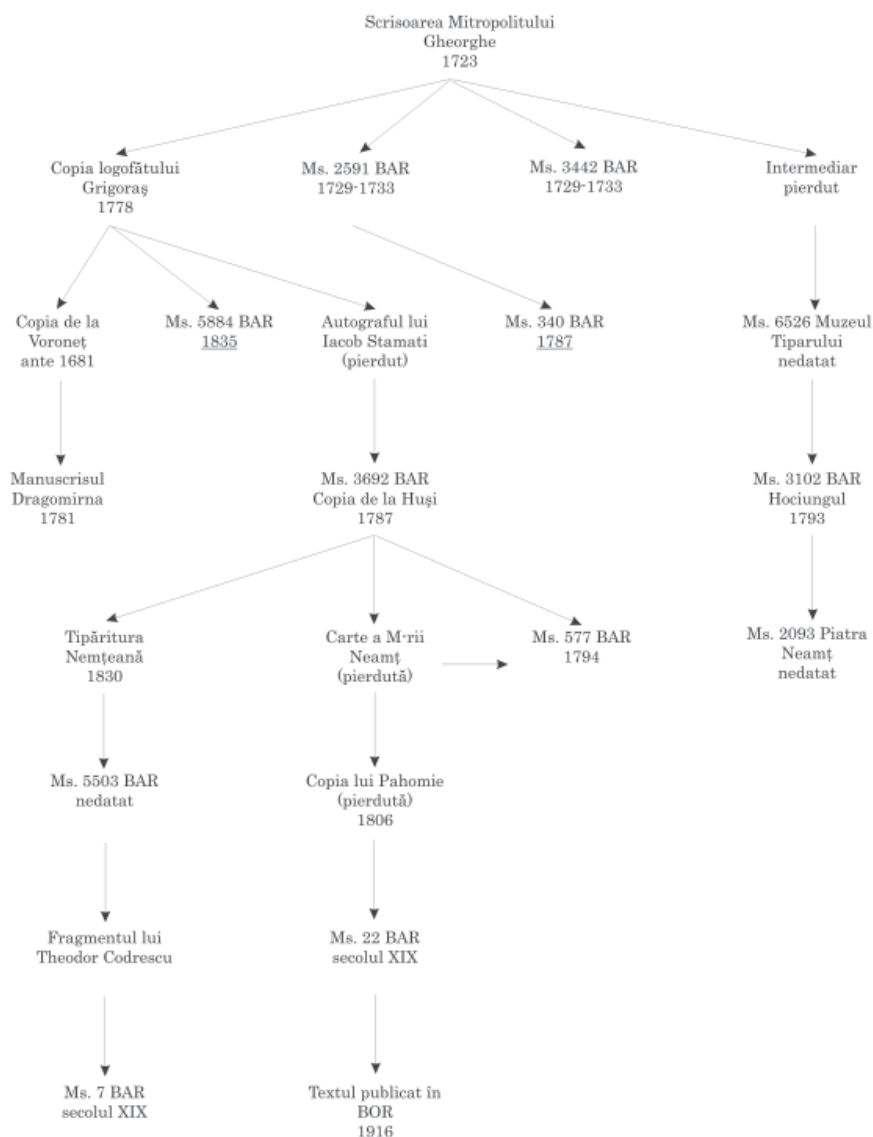 Scrisoarea Mitropolitului
Gheorghe
1723
Copia logofătului
Grigoraş
1778
Ms. 2591 BAR
1729-1733
Ms. 3442 BAR
1729-1733
Intermediar
pierdut
Copia de la
Voroneţ
ante 1681
Ms. 5884 BAR
1835
Autograful lui
Iacob Stamati
(pierdut)
Ms. 340 BAR
1787
Ms. 6526 Muzeul
Tiparului
nedatat
Manuscrisul
Dragomirna
1781
Ms. 3692 BAR
Copia de la Huşi
1787
Ms. 3102 BAR
Hociungul
1793
Tipăritura
Nemţeană
1830
Carte a M-rii
Neamţ
(pierdută)
Ms. 577 BAR
1794
Ms. 2093 Piatra
Neamţ
nedatat
Ms. 5503 BAR
nedatat
Copia lui Pahomie
(pierdută)
1806
Fragmentul lui
Theodor Codrescu
Ms. 22 BAR
secolul XIX
Ms. 7 BAR
secolul XIX
Textul publicat în
BOR
1916